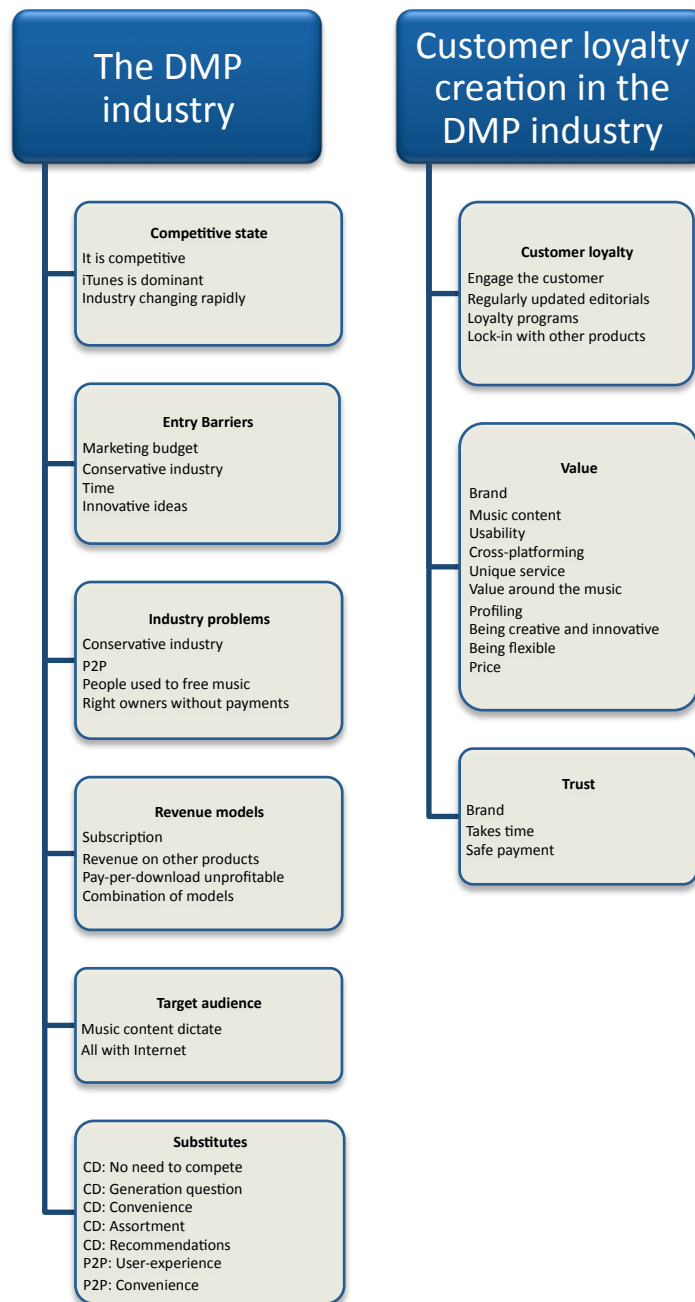 The DMP
industry
Competitive state
It is competitive
iTunes is dominant
Industry changing rapidly
Entry Barriers
Marketing budget
Conservative industry
Time
Innovative ideas
Industry problems
Conservative industry
P2P
People used to free music
Right owners without payments
Revenue models
Subscription
Revenue on other products
Pay-per-download unprofitable
Combination of models
Target audience
Music content dictate
All with Internet
Substitutes
CD: No need to compete
CD: Generation question
CD: Convenience
CD: Assortment
CD: Recommendations
P2P: User-experience
P2P: Convenience
Customer loyalty
creation in the
DMP industry
Customer loyalty
Engage the customer
Regularly updated editorials
Loyalty programs
Lock-in with other products
Value
Brand
Music content
Usability
Cross-platforming
Unique service
Value around the music
Profiling
Being creative and innovative
Being flexible
Price
Trust
Brand
Takes time
Safe payment